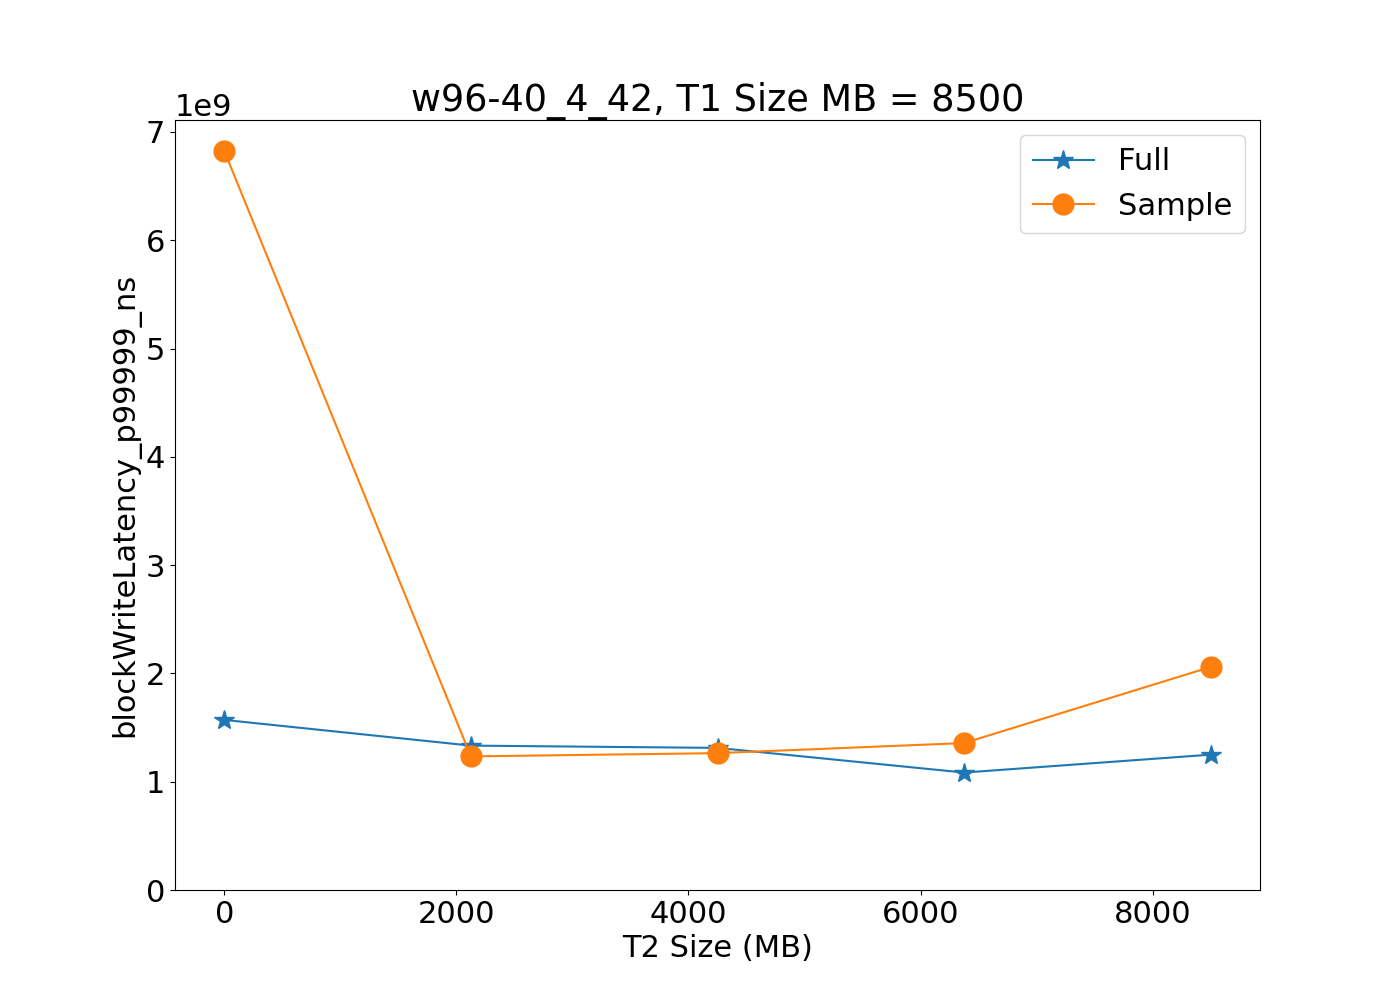 w96-40_4_42, T1 Size MB = 8500
1e9
Full
Sample
blockWriteLatency_p99999_ns
7
6
5
4
3
2
1
0
0 2000 4000 6000 8000
T2 Size (MB)